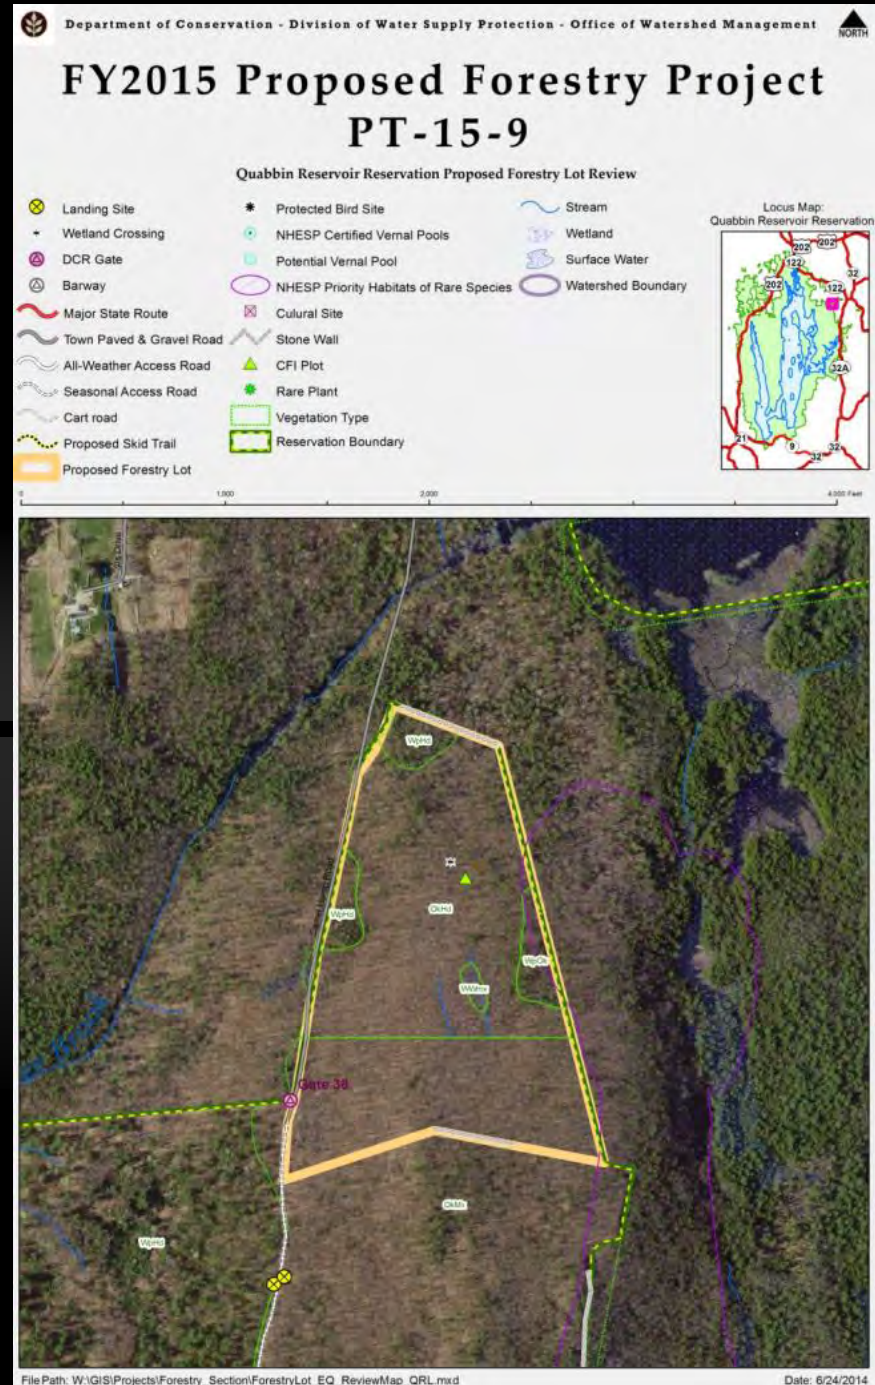 Department of Conservation - Division of Water Supply Protection - Office of Watershed Management
NORTH
FY2015 Proposed Forestry Project
PT-15-9
Quabbin Reservoir Reservation Proposed Forestry Lot Review
Landing Site
Wetland Crossing
DCR Gate
Barway
Major State Route
Town Paved & Gravel Road
All-Weather Access Road
Seasonal Access Road
Cart road
Proposed Skid Trail
Proposed Forestry Lot
Protected Bird Site
NHESP Certified Vernal Pools
Potential Vernal Pool
NHESP Priority Habitats of Rare Species
Culural Site
Stone Wall
CFI Plot
Rare Plant
Vegetation Type
Reservation Boundary
Stream
Wetland
Surface Water
Watershed Boundary
Locus Map:
Quabbin Reservoir Reservation
202
202
122
32
202
122
32A
21
9
32
32
0
1,000
2,000
4,000 Feet
WpHd
OkHd
WpHd
WpOk
Gate 38
OkMh
WpHd
File Path: W:\GIS\Projects\Forestry_Section\ForestryLot_EQ_ReviewMap_QRL.mxd
Date: 6/24/2014